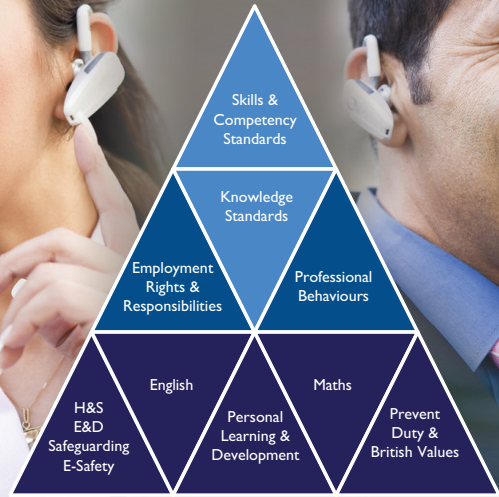 Skills &
Competency
Standards
Knowledge
Standards
Employment
Rights &
Responsibilities
Professional
Behaviours
H&S
E&D
Safeguarding
E-Safety
English
Personal
Learning &
Development
Maths
Prevent
Duty &
British Values